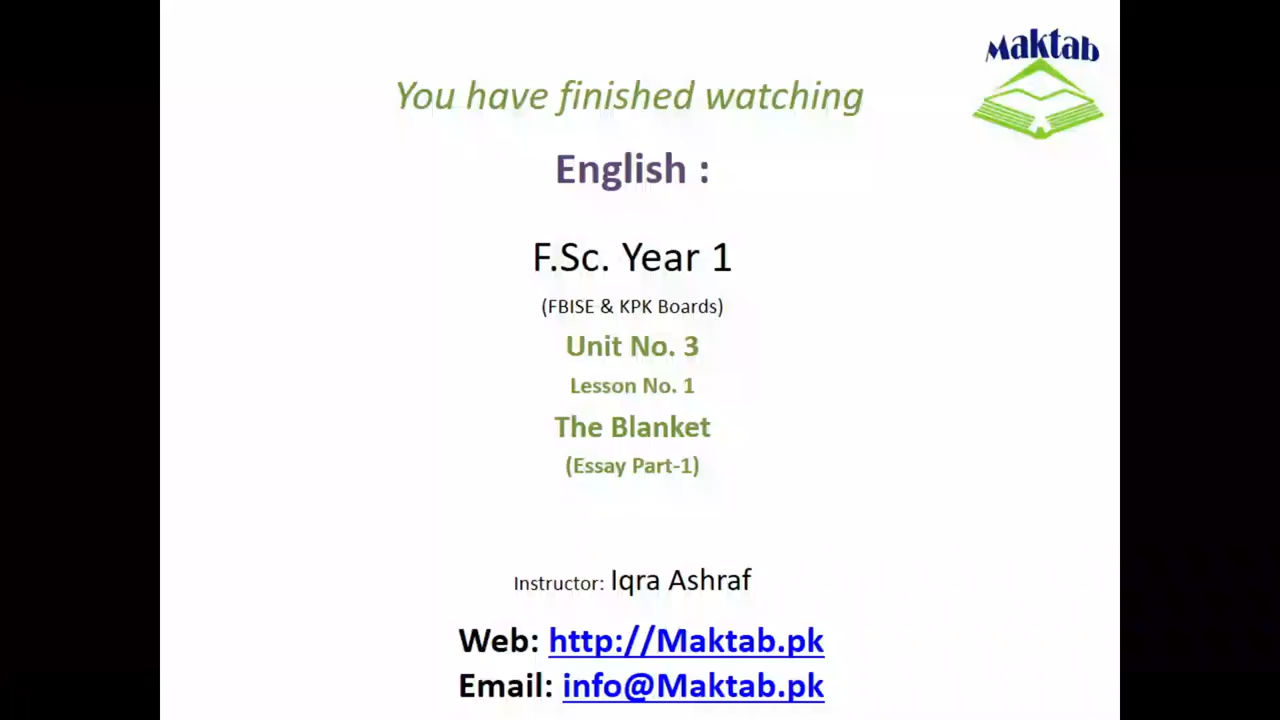 Maktab
You have finished watching
English :
F.Sc. Year 1
(FBISE & KPK Boards)
Unit No. 3
Lesson No. 1
The Blanket
(Essay Part-1)
Instructor: Iqra Ashraf
Web: http://Maktab.pk
Email: info@Maktab.pk